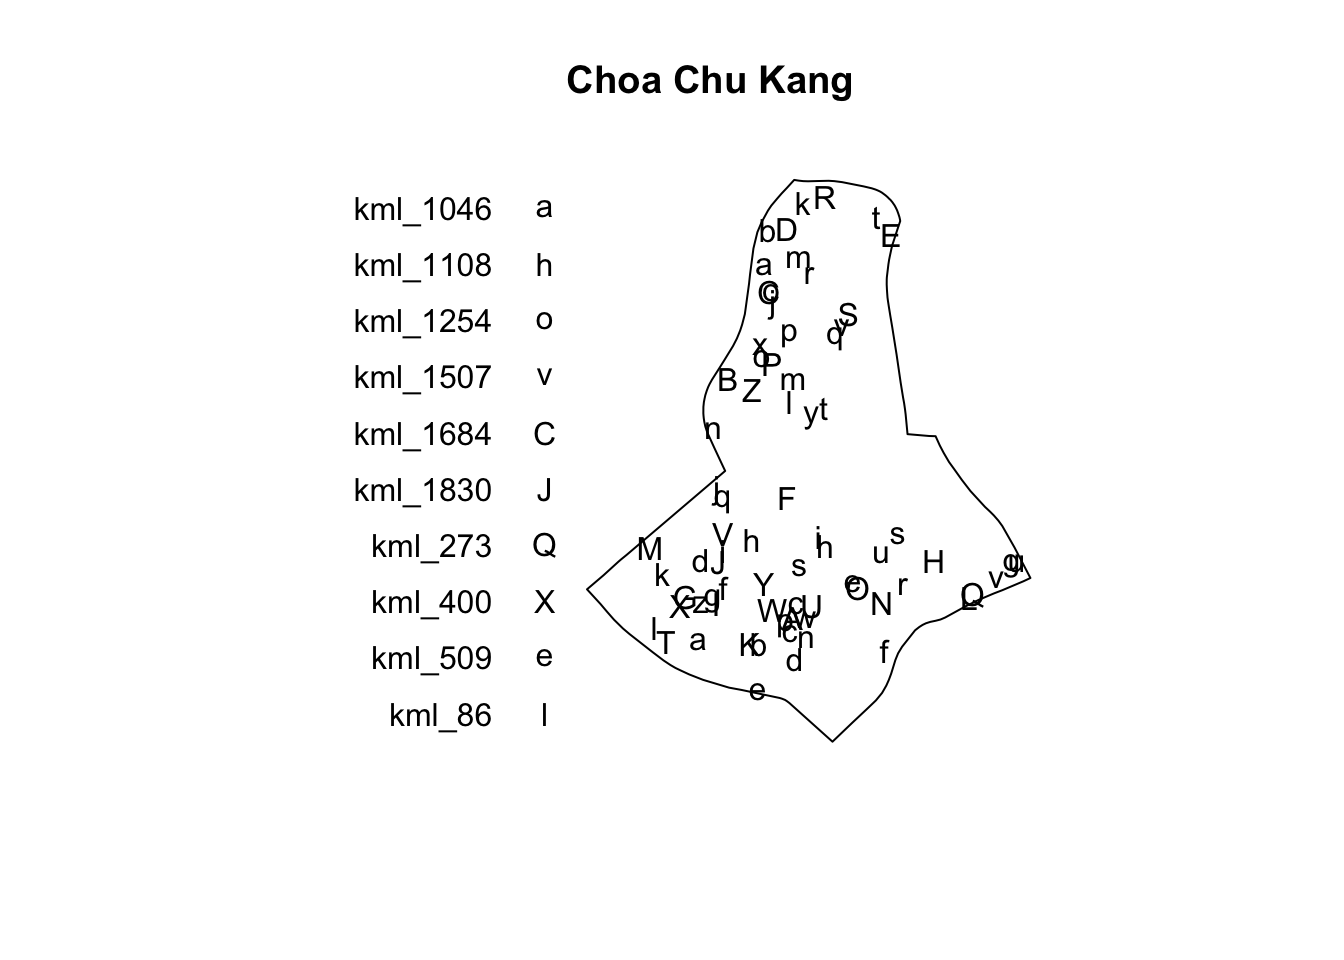 Choa Chu Kang
kml_1046 a
kml_1108 h
kml_1254 o
kml_1507 v
kml_1684 C
kml_1830 J
kml_273 Q
kml_400 X
kml_509 e
kml_86 l
k R
t
b D E
a m
r
j
S
p q v
x
o P
B Z m
l y t
n
j q F
V h i h u s
M d J s H g u
k Y e O r v
G z g f W c U N Q L
X
l T a K b n f
d
e